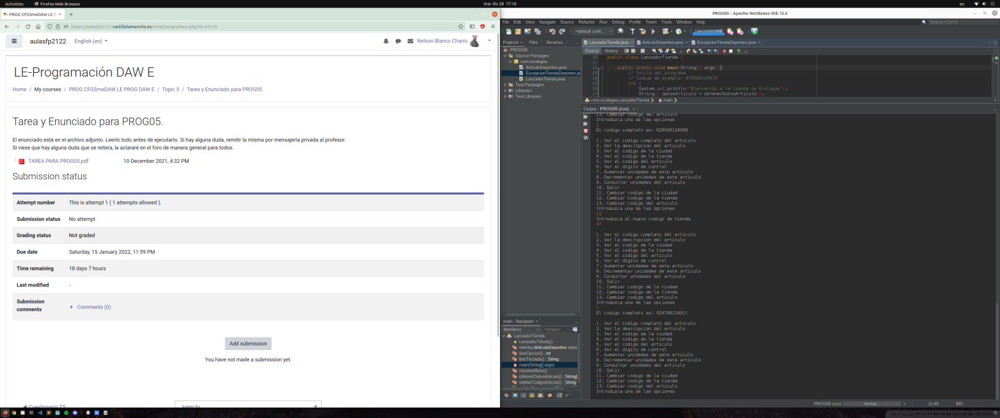 Activities
Firefox Web Browser
mar dic 28 17:16
en
PROG CFGSmeDAW LE P
https://aulasfp2122.castillalamancha.es/mod/assign/view.php?id=54125
aulasfp2122
English (en)
Nelson Blanco Charro
LE-Programación DAW E
Home / My courses / PROG CFGSmeDAW LE PROG DAW E / Topic 5 / Tarea y Enunciado para PROG05.
Tarea y Enunciado para PROG05.
El enunciado está en el archivo adjunto. Leerlo todo antes de ejecutarlo. Si hay alguna duda, remitir la misma por mensajería privada al profesor.
Si viese que hay alguna duda que se reitera, la aclararé en el foro de manera general para todos.
TAREA PARA PROG05.pdf
10 December 2021, 4:32 PM
Submission status
Attempt number
This is attempt 1 ( 1 attempts allowed ).
Submission status
No attempt
Grading status
Not graded
Due date
Saturday, 15 January 2022, 11:59 PM
Time remaining
18 days 7 hours
Last modified
-
Submission comments
Comments (0)
Add submission
You have not made a submission yet.
Cuestionario T5
Jump to...
PROG05 - Apache NetBeans IDE 12.5
File Edit View Navigate Source Refactor Run Debug Profile Team Tools Window Help
Search (Ctrl+I)
<default confi...
Projects
Files
Services
PROG05
Source Packages
com.ecolegas
ArticuloDeportivo.java
ExcepcionTiendaDeportes.ja
LanzadorTienda.java
Test Packages
Libraries
Test Libraries
LanzadorTienda.java
ArticuloDeportivo.java
ExcepcionTiendaDeportes.java
Source
History
10 public class LanzadorTienda {
11
12 public static void main(String[] args) {
13 // Inicio del programa
14 // Codigo de ejemplo: 070500124973
15 try {
16 System.out.println("Bienvenido a la tienda de Ecolegas");
17 String[] datosArticulo = obtenerDatosArticulo();
com.ecolegas.LanzadorTienda
main
Output - PROG05 (run)
13. Cambiar codigo del articulo
Introduzca una de las opciones
1
El codigo completo es: 020500124968
1. Ver el codigo completo del articulo
2. Ver la descripcion del articulo
3. Ver el codigo de la ciudad
4. Ver el codigo de la tienda
5. Ver el codigo del articulo
6. Ver el digito de control
7. Aumentar unidades de este articulo
8. Decrementar unidades de este articulo
9. Consultar unidades del articulo
10. Salir
11. Cambiar codigo de la ciudad
12. Cambiar codigo de la tienda
13. Cambiar codigo del articulo
Introduzca una de las opciones
12
Introduzca el nuevo codigo de tienda
47
1. Ver el codigo completo del articulo
2. Ver la descripcion del articulo
3. Ver el codigo de la ciudad
4. Ver el codigo de la tienda
5. Ver el codigo del articulo
6. Ver el digito de control
7. Aumentar unidades de este articulo
8. Decrementar unidades de este articulo
9. Consultar unidades del articulo
10. Salir
11. Cambiar codigo de la ciudad
12. Cambiar codigo de la tienda
13. Cambiar codigo del articulo
Introduzca una de las opciones
1
El codigo completo es: 024700124911
1. Ver el codigo completo del articulo
2. Ver la descripcion del articulo
3. Ver el codigo de la ciudad
4. Ver el codigo de la tienda
5. Ver el codigo del articulo
6. Ver el digito de control
7. Aumentar unidades de este articulo
8. Decrementar unidades de este articulo
9. Consultar unidades del articulo
10. Salir
11. Cambiar codigo de la ciudad
12. Cambiar codigo de la tienda
13. Cambiar codigo del articulo
Introduzca una de las opciones
main - Navigator
Members
<empty>
LanzadorTienda
LanzadorTienda()
interfaz(ArticuloDeportivo objet
leerOpcion() : int
leerTeclado() : String
main(String[] args)
mostrarMenu()
obtenerDatosArticulo() : String[
validarCodigoArticulo() : String
PROG05 (run)
running...
12:45
INS